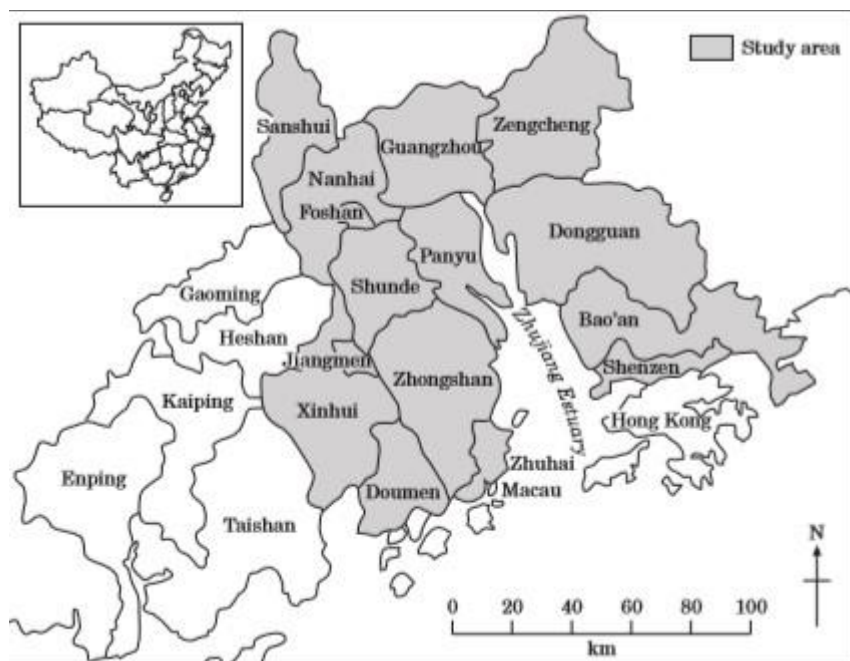 Study area
Sanshui
Guangzhou
Zengcheng
Nanhai
Foshan
Dongguan
Panyu
Shunde
Gaoming
Bao'an
Heshan
Jiangmen
Shenzen
Zhongshan
Zhujiang Estuary
Kaiping
Xinhui
Hong Kong
Enping
Zhuhai
Doumen
Macau
Taishan
N
0 20 40 60 80 100
km